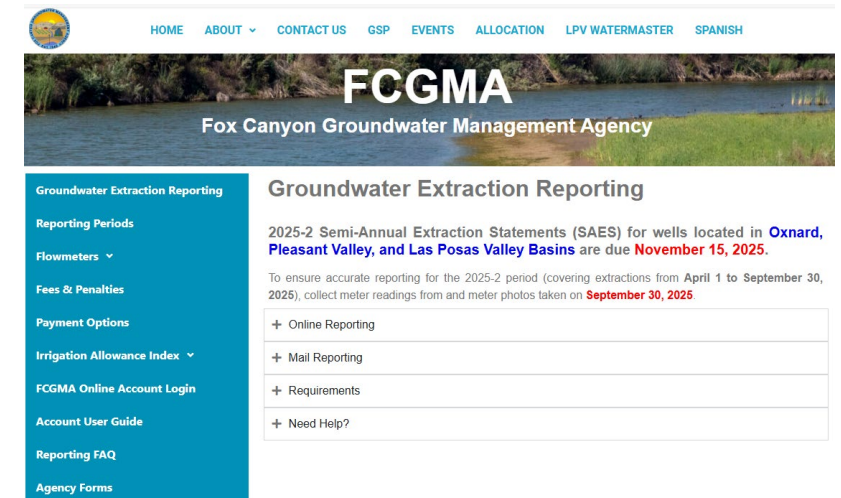 HOME ABOUT CONTACT US GSP EVENTS ALLOCATION LPV WATERMASTER SPANISH
FCGMA
Fox Canyon Groundwater Management Agency
Groundwater Extraction Reporting
Reporting Periods
Flowmeters
Fees & Penalties
Payment Options
Irrigation Allowance Index
FCGMA Online Account Login
Account User Guide
Reporting FAQ
Agency Forms
Groundwater Extraction Reporting
2025-2 Semi-Annual Extraction Statements (SAES) for wells located in Oxnard,
Pleasant Valley, and Las Posas Valley Basins are due November 15, 2025.
To ensure accurate reporting for the 2025-2 period (covering extractions from April 1 to September 30,
2025), collect meter readings from and meter photos taken on September 30, 2025.
+ Online Reporting
+ Mail Reporting
+ Requirements
+ Need Help?